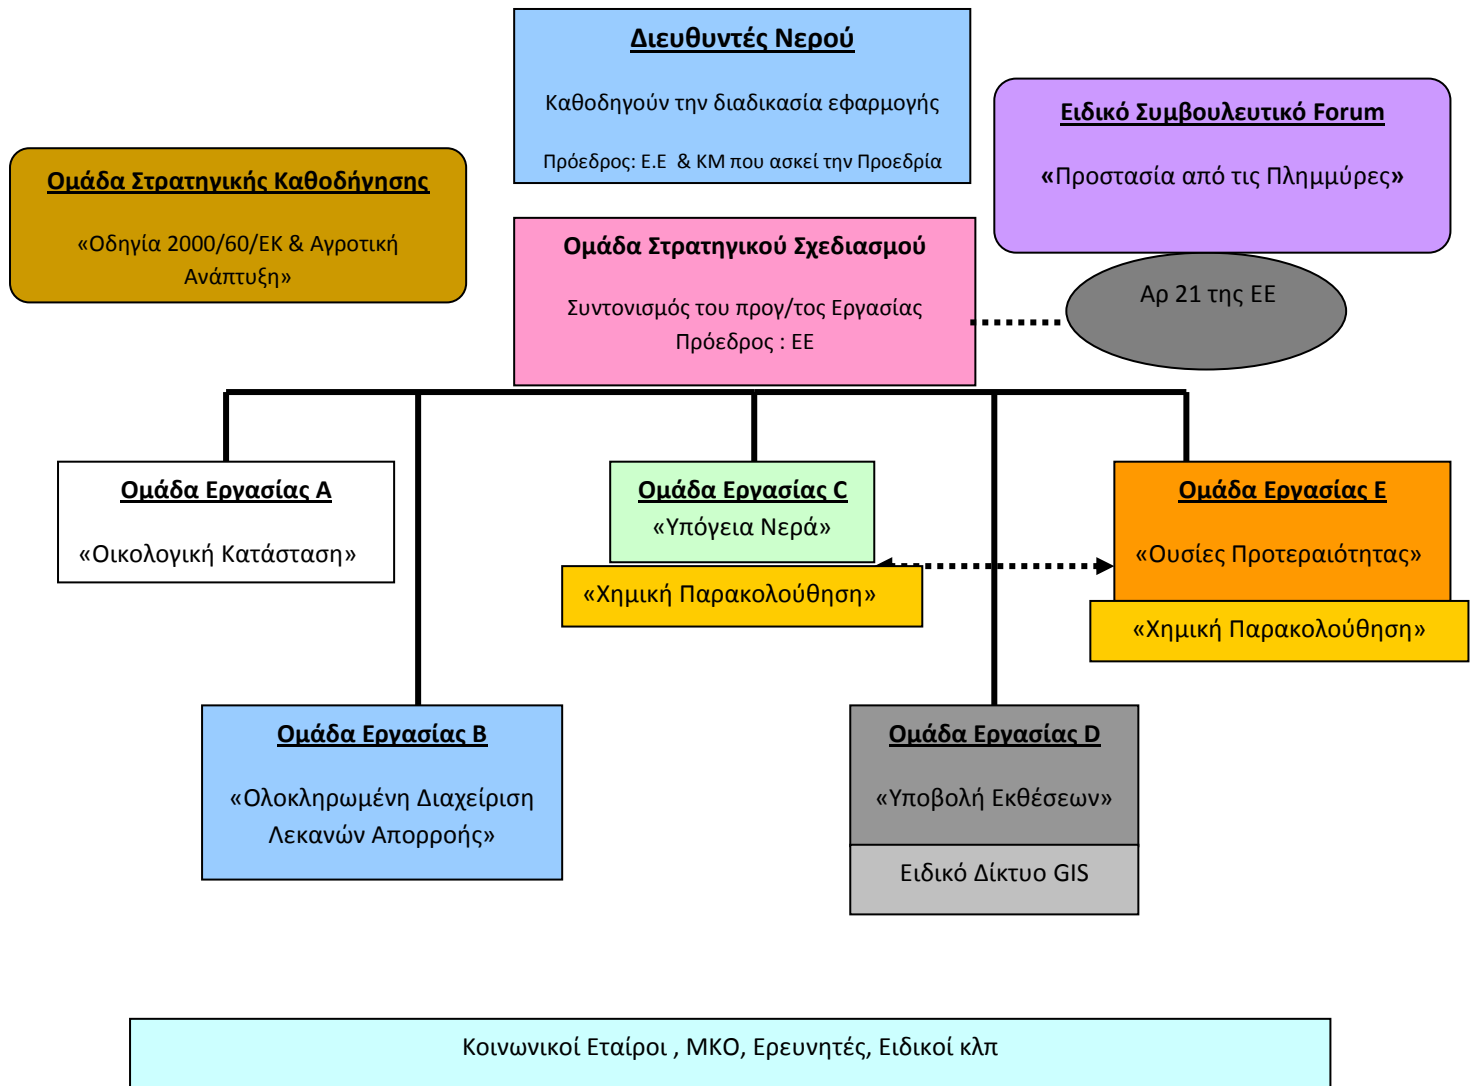 Διευθυντές Νερού
Καθοδηγούν την διαδικασία εφαρμογής
Πρόεδρος: Ε.Ε & ΚΜ που ασκεί την Προεδρία
Ειδικό Συμβουλευτικό Forum
«Προστασία από τις Πλημμύρες»
Ομάδα Στρατηγικής Καθοδήγησης
«Οδηγία 2000/60/ΕΚ & Αγροτική
Ανάπτυξη»
Ομάδα Στρατηγικού Σχεδιασμού
Συντονισμός του προγ/τος Εργασίας
Πρόεδρος : ΕΕ
Αρ 21 της ΕΕ
Ομάδα Εργασίας Α
«Οικολογική Κατάσταση»
Ομάδα Εργασίας C
«Υπόγεια Νερά»
«Χημική Παρακολούθηση»
Ομάδα Εργασίας Ε
«Ουσίες Προτεραιότητας»
«Χημική Παρακολούθηση»
Ομάδα Εργασίας Β
«Ολοκληρωμένη Διαχείριση
Λεκανών Απορροής»
Ομάδα Εργασίας D
«Υποβολή Εκθέσεων»
Ειδικό Δίκτυο GIS
Κοινωνικοί Εταίροι , ΜΚΟ, Ερευνητές, Ειδικοί κλπ